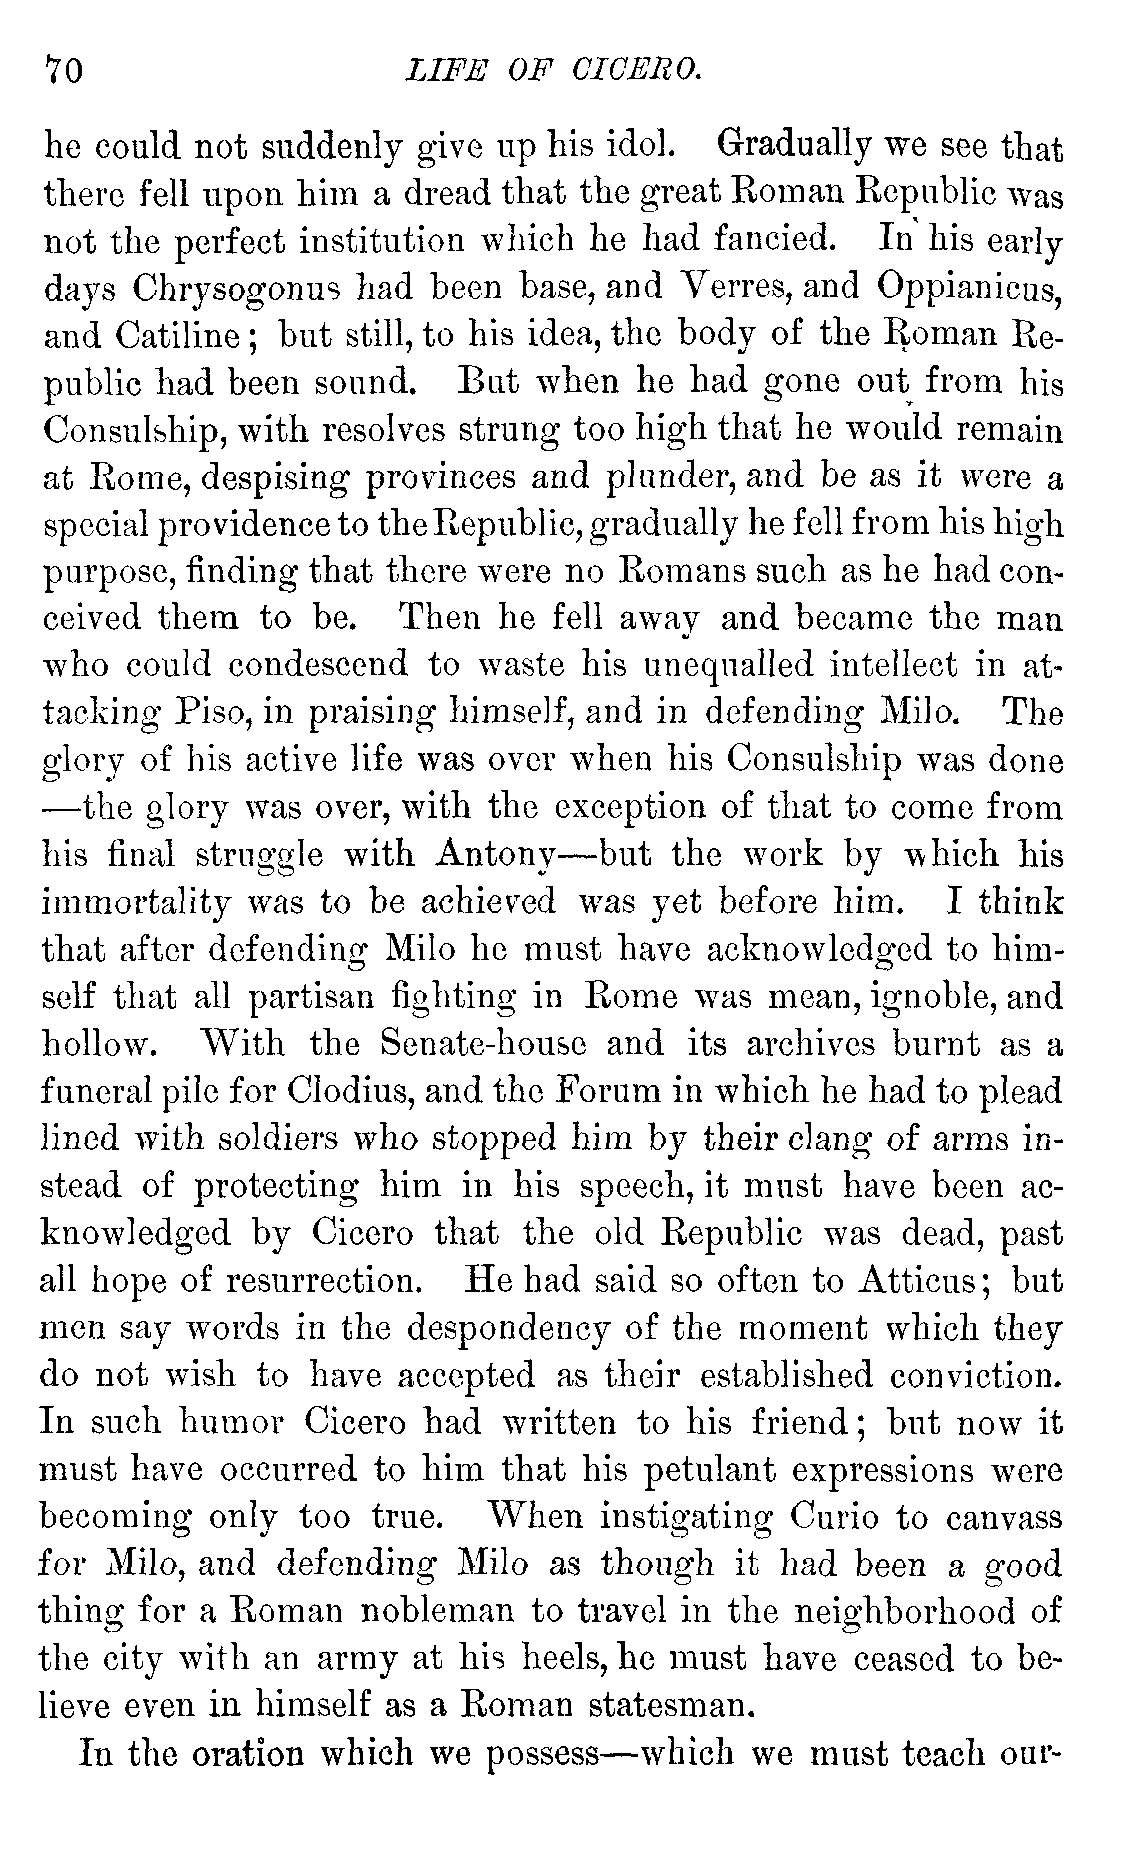 70 LIFE OF CICERO.
he could not suddenly give up his idol. Gradually we see that
there fell upon him a dread that the great Roman Republic was
not the perfect institution which he had fancied. In his early
days Chrysogonus had been base, and Verres, and Oppianicus,
and Catiline; but still, to his idea, the body of the Roman Re-
public had been sound. But when he had gone out from his
Consulship, with resolves strung too high that he would remain
at Rome, despising provinces and plunder, and be as it were a
special providence to the Republic, gradually he fell from his high
purpose, finding that there were no Romans such as he had con-
ceived them to be. Then he fell away and became the man
who could condescend to waste his unequalled intellect in at-
tacking Piso, in praising himself, and in defending Milo. The
glory of his active life was over when his Consulship was done
—the glory was over, with the exception of that to come from
his final struggle with Antony—but the work by which his
immortality was to be achieved was yet before him. I think
that after defending Milo he must have acknowledged to him-
self that all partisan fighting in Rome was mean, ignoble, and
hollow. With the Senate-house and its archives burnt as a
funeral pile for Clodius, and the Forum in which he had to plead
lined with soldiers who stopped him by their clang of arms in-
stead of protecting him in his speech, it must have been ac-
knowledged by Cicero that the old Republic was dead, past
all hope of resurrection. He had said so often to Atticus; but
men say words in the despondency of the moment which they
do not wish to have accepted as their established conviction.
In such humor Cicero had written to his friend; but now it
must have occurred to him that his petulant expressions were
becoming only too true. When instigating Curio to canvass
for Milo, and defending Milo as though it had been a good
thing for a Roman nobleman to travel in the neighborhood of
the city with an army at his heels, he must have ceased to be-
lieve even in himself as a Roman statesman.
In the oration which we possess—which we must teach our-